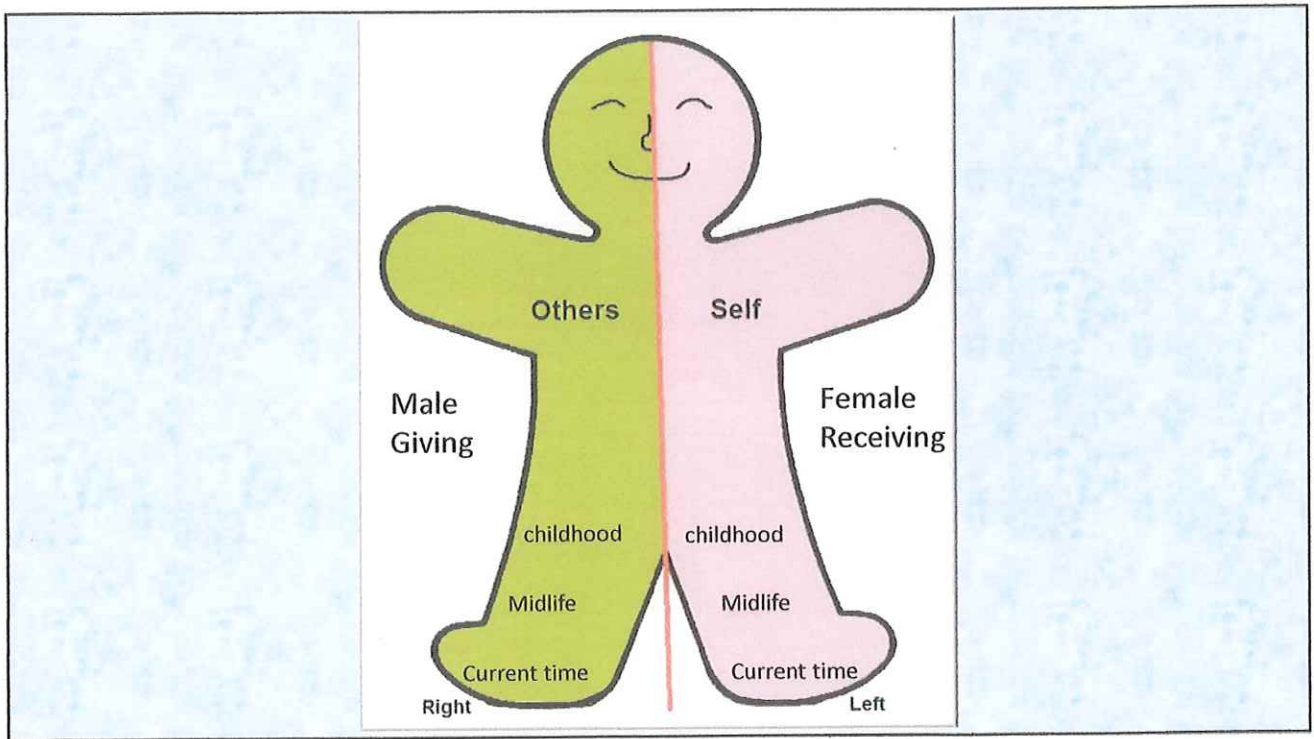 Others Self
Male
Giving
Female
Receiving
childhood childhood
Midlife Midlife
Current time Current time
Right Left